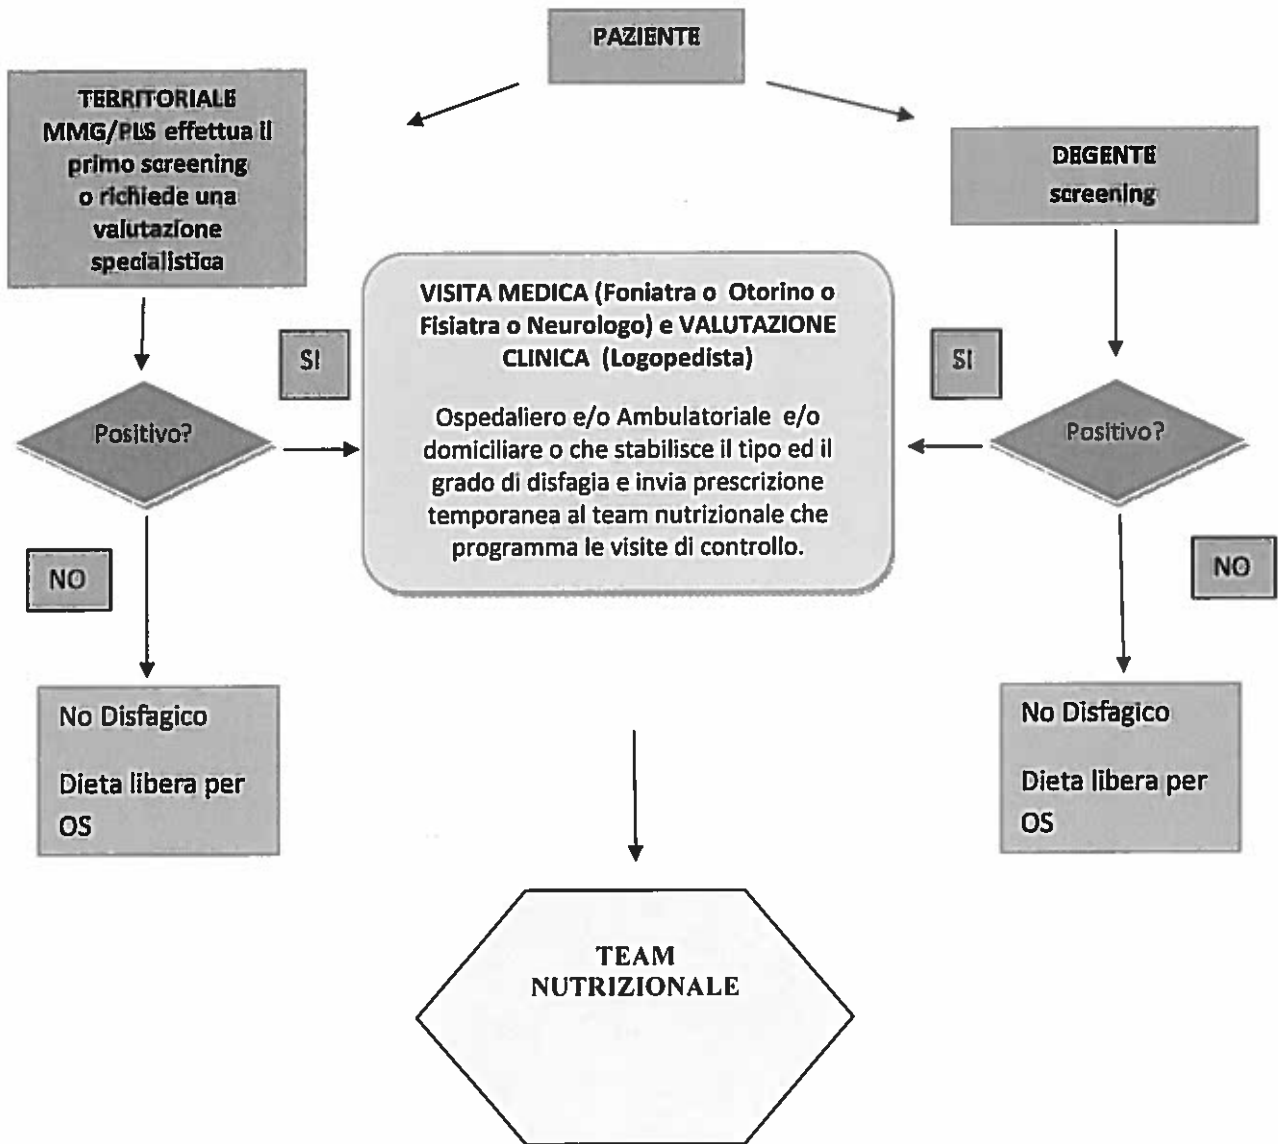 PAZIENTE
TERRITORIALE
MMG/PLS effettua il
primo screening
o richiede una
valutazione
specialistica
DEGENTE
screening
VISITA MEDICA (Foniatra o Otorino o
Fisiatra o Neurologo) e VALUTAZIONE
CLINICA (Logopedista)
Ospedaliero e/o Ambulatoriale e/o
domiciliare o che stabilisce il tipo ed il
grado di disfagia e invia prescrizione
temporanea al team nutrizionale che
programma le visite di controllo.
SI
SI
Positivo?
Positivo?
NO
NO
No Disfagico
Dieta libera per
OS
No Disfagico
Dieta libera per
OS
TEAM
NUTRIZIONALE